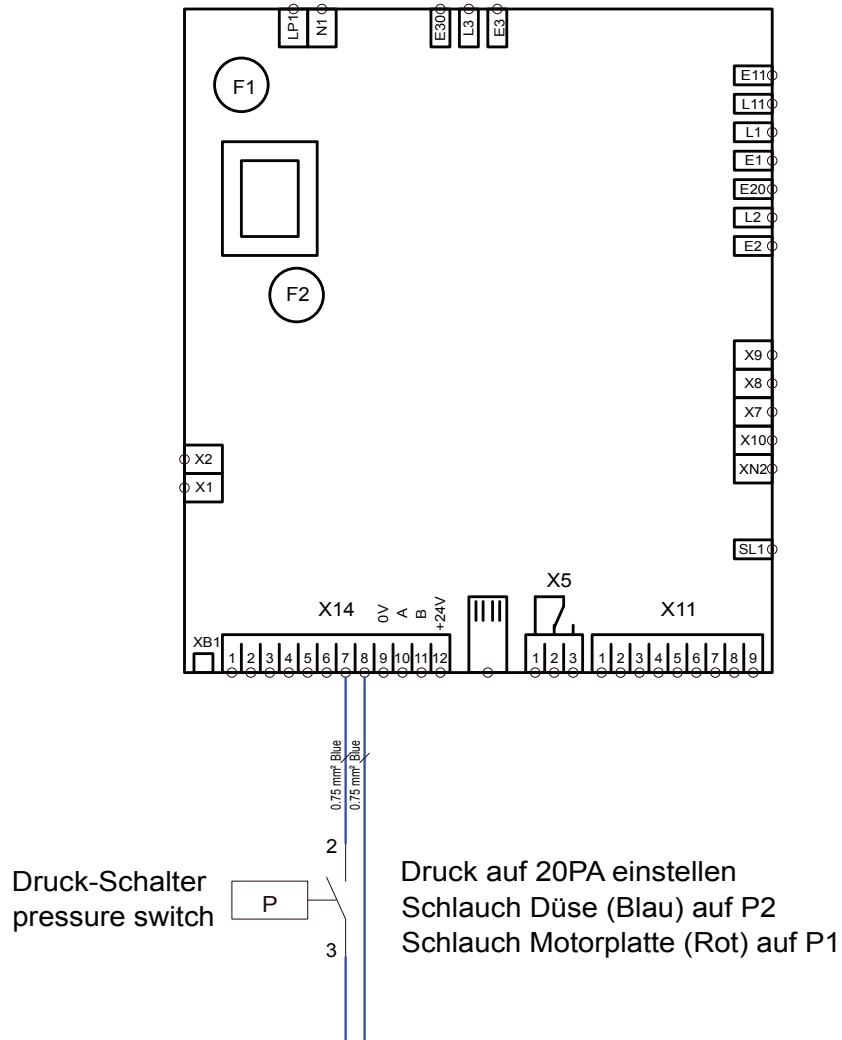 LP1 N1 E30 L3 E3
F1
E11
L11
L1
E1
E20
L2
E2
F2
X9
X8
X7
X10
XN2
X2
X1
SL1
X5
X14 0V A B +24V X11
XB1
1 2 3 4 5 6 7 8 9 10 11 12 1 2 3 1 2 3 4 5 6 7 8 9
0.75 mm² Blue
0.75 mm² Blue
2
Druck-Schalter
pressure switch
P
3
Druck auf 20PA einstellen
Schlauch Düse (Blau) auf P2
Schlauch Motorplatte (Rot) auf P1